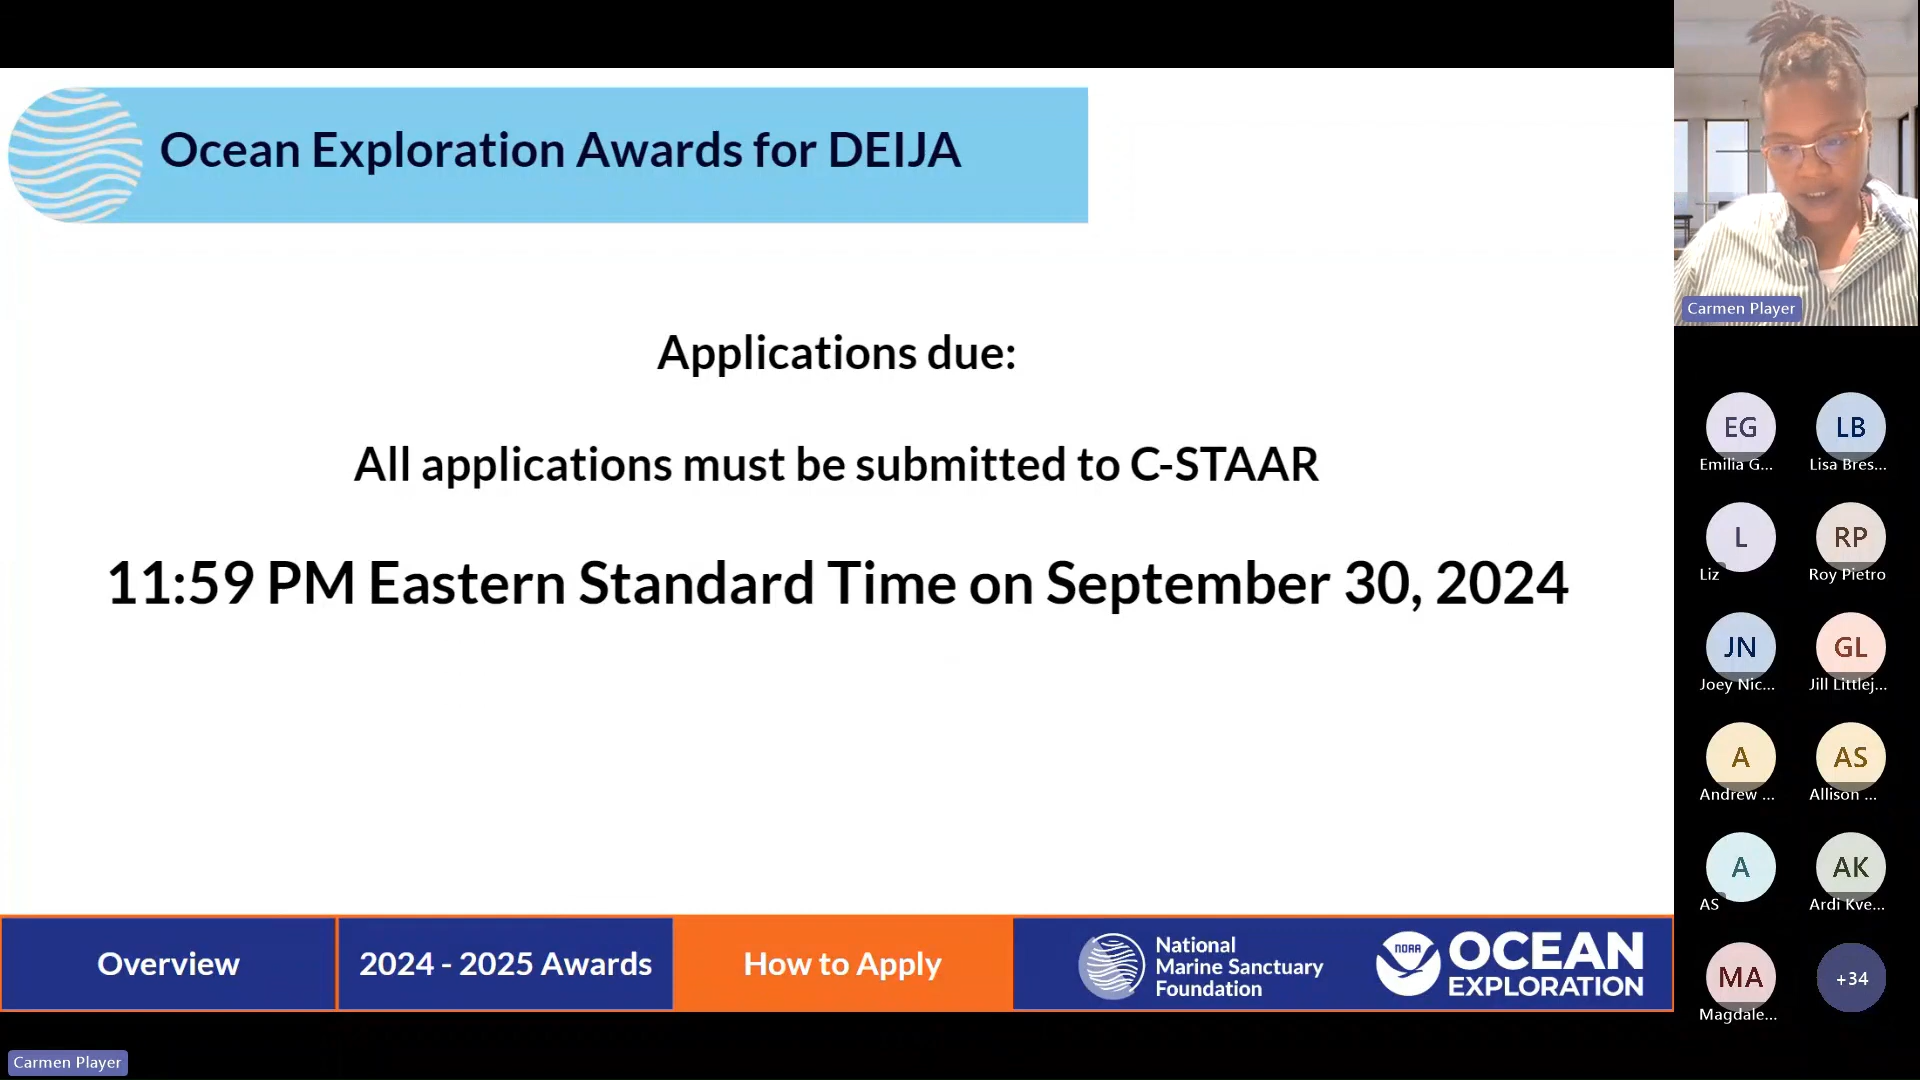 Ocean Exploration Awards for DEIJA
Applications due:
All applications must be submitted to C-STAAR
11:59 PM Eastern Standard Time on September 30, 2024
Overview
2024 - 2025 Awards
How to Apply
National
Marine Sanctuary
Foundation
NOAA
OCEAN
EXPLORATION
Carmen Player
EG
Emilia G...
LB
Lisa Bres...
L
Liz
RP
Roy Pietro
JN
Joey Nic...
GL
Jill Littlej...
A
Andrew ...
AS
Allison ...
A
AS
AK
Ardi Kve...
MA
Magdale...
+34
Carmen Player